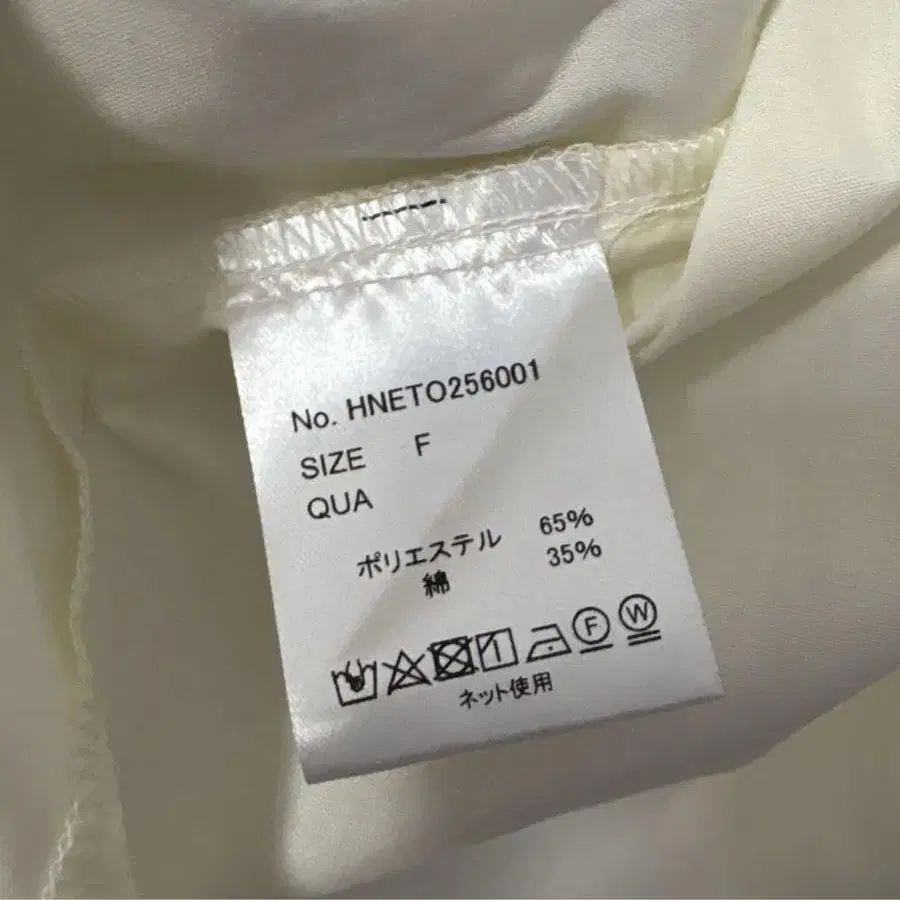 No. HNETO256001
SIZE F
QUA
ポリエステル 65%
綿 35%
F W
ネット使用